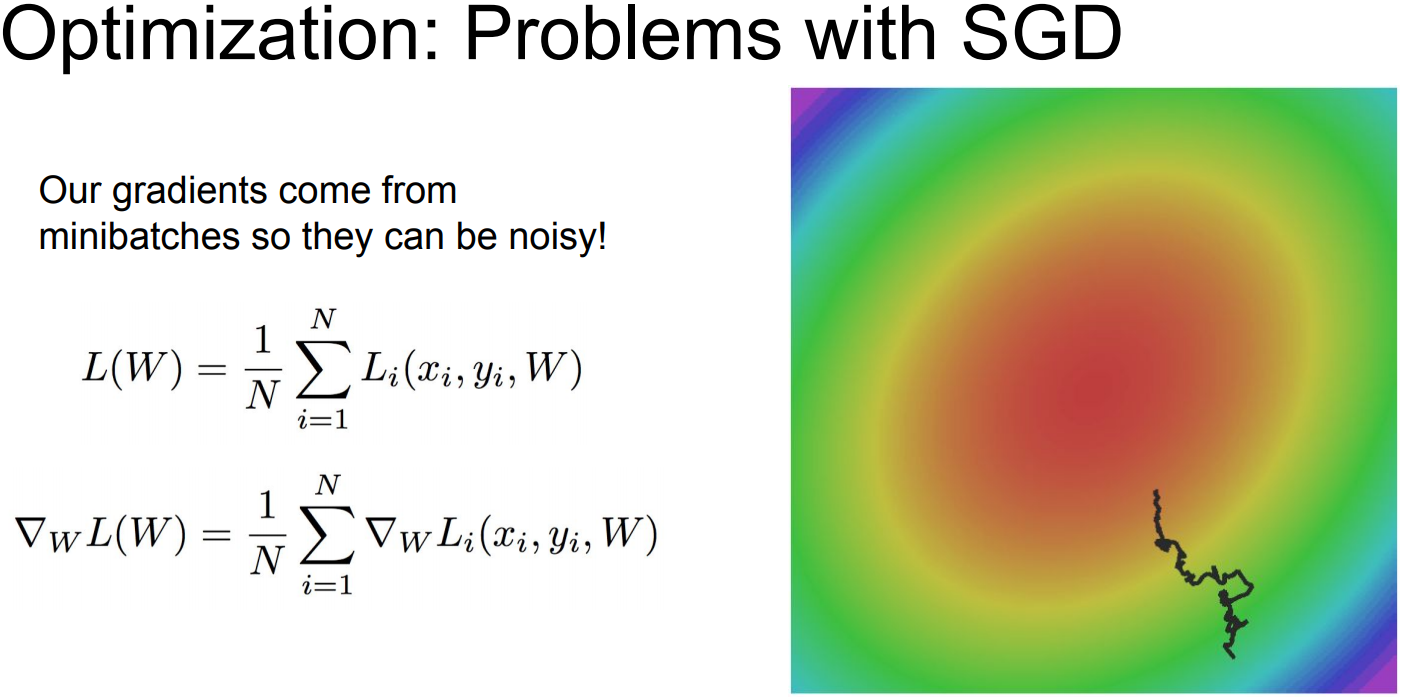 Optimization: Problems with SGD
Our gradients come from
minibatches so they can be noisy!
L(W) = \frac{1}{N} \sum_{i=1}^{N} L_i(x_i, y_i, W)
\nabla_W L(W) = \frac{1}{N} \sum_{i=1}^{N} \nabla_W L_i(x_i, y_i, W)